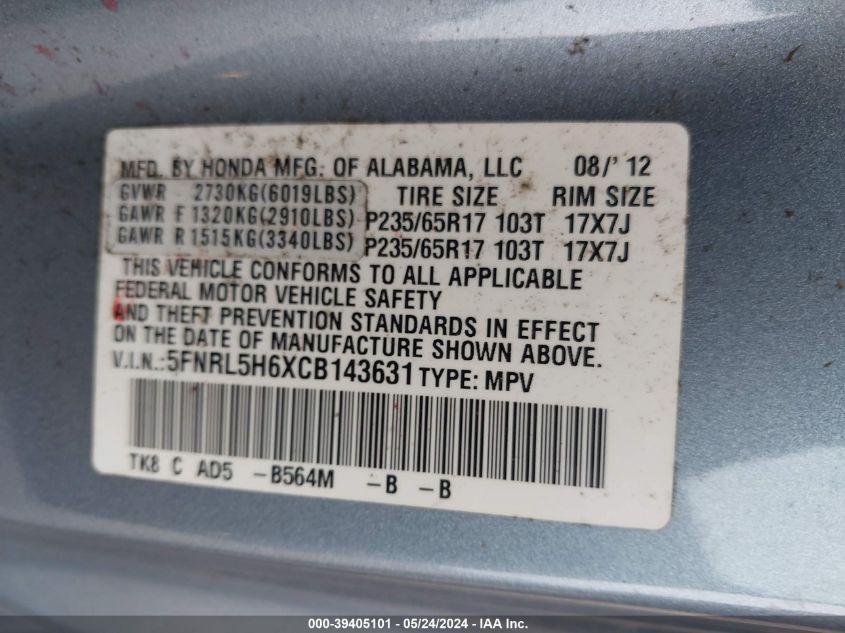 MFD. BY HONDA MFG. OF ALABAMA, LLC 08/'12
GVWR 2730KG(6019LBS) TIRE SIZE RIM SIZE
GAWR F 1320KG(2910LBS) P235/65R17 103T 17X7J
GAWR R 1515KG(3340LBS) P235/65R17 103T 17X7J
THIS VEHICLE CONFORMS TO ALL APPLICABLE
FEDERAL MOTOR VEHICLE SAFETY
AND THEFT PREVENTION STANDARDS IN EFFECT
ON THE DATE OF MANUFACTURE SHOWN ABOVE.
V.I.N.:5FNRL5H6XCB143631 TYPE: MPV
TK8 C AD5 -B564M -B -B
000-39405101 - 05/24/2024 - IAAI.COM.